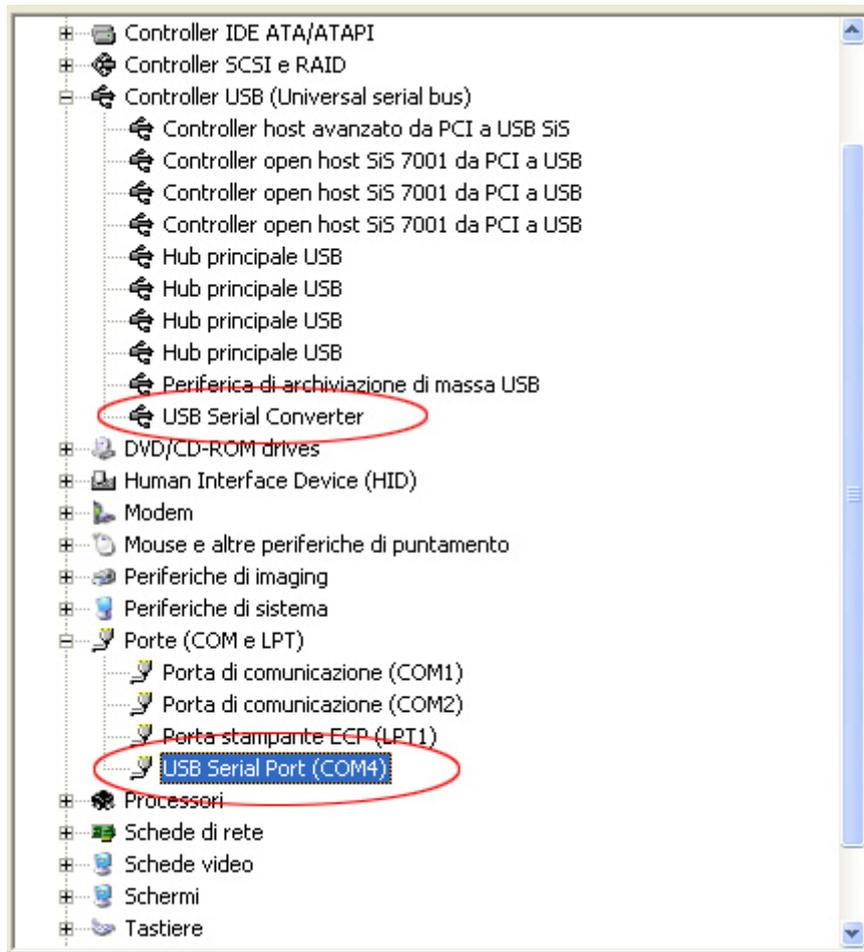 Controller IDE ATA/ATAPI
Controller SCSI e RAID
Controller USB (Universal serial bus)
Controller host avanzato da PCI a USB SiS
Controller open host SiS 7001 da PCI a USB
Controller open host SiS 7001 da PCI a USB
Controller open host SiS 7001 da PCI a USB
Hub principale USB
Hub principale USB
Hub principale USB
Hub principale USB
Periferica di archiviazione di massa USB
USB Serial Converter
DVD/CD-ROM drives
Human Interface Device (HID)
Modem
Mouse e altre periferiche di puntamento
Periferiche di imaging
Periferiche di sistema
Porte (COM e LPT)
Porta di comunicazione (COM1)
Porta di comunicazione (COM2)
Porta stampante ECP (LPT1)
USB Serial Port (COM4)
Processori
Schede di rete
Schede video
Schermi
Tastiere